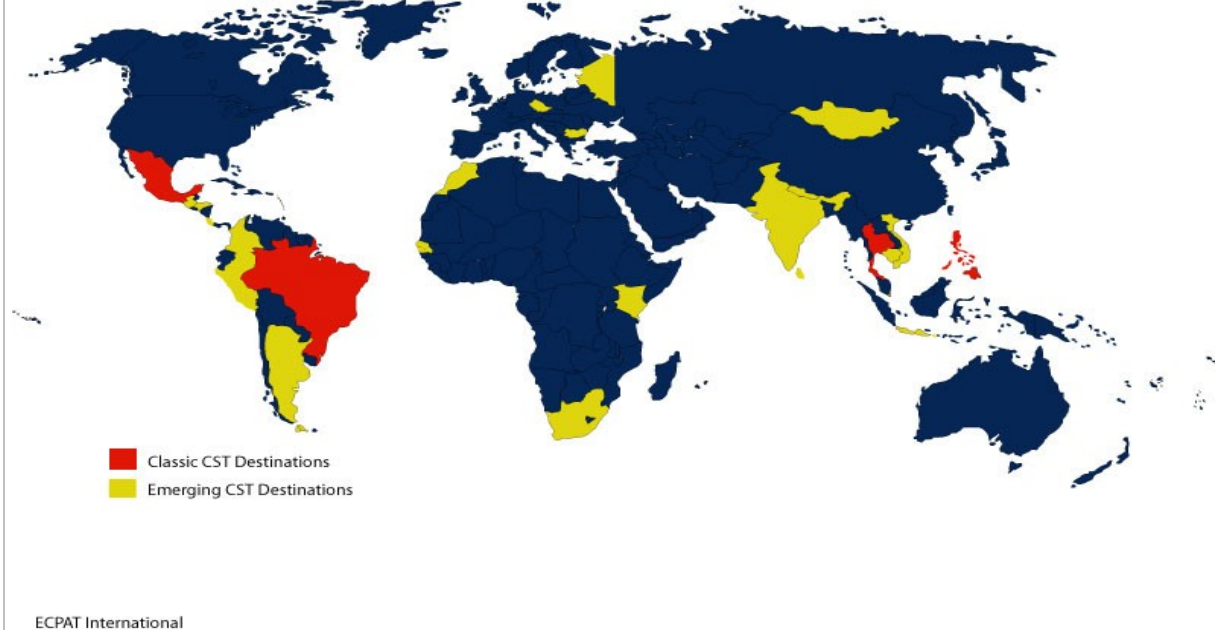 Classic CST Destinations
Emerging CST Destinations
ECPAT International